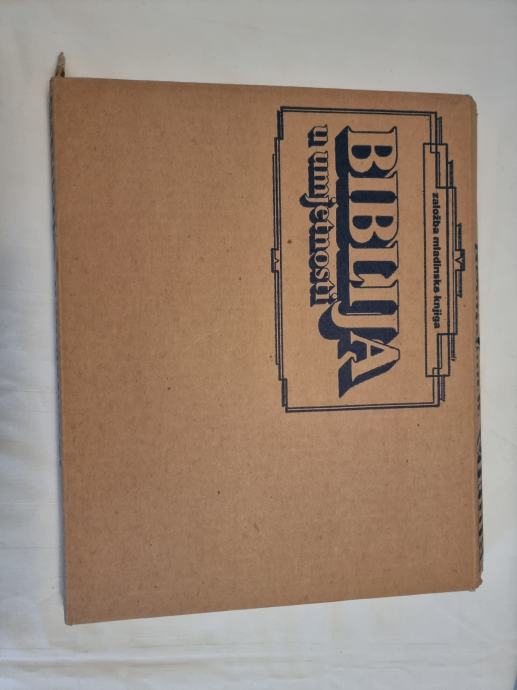 založba mladinska knjiga
BIBLIJA
u umjetnosti